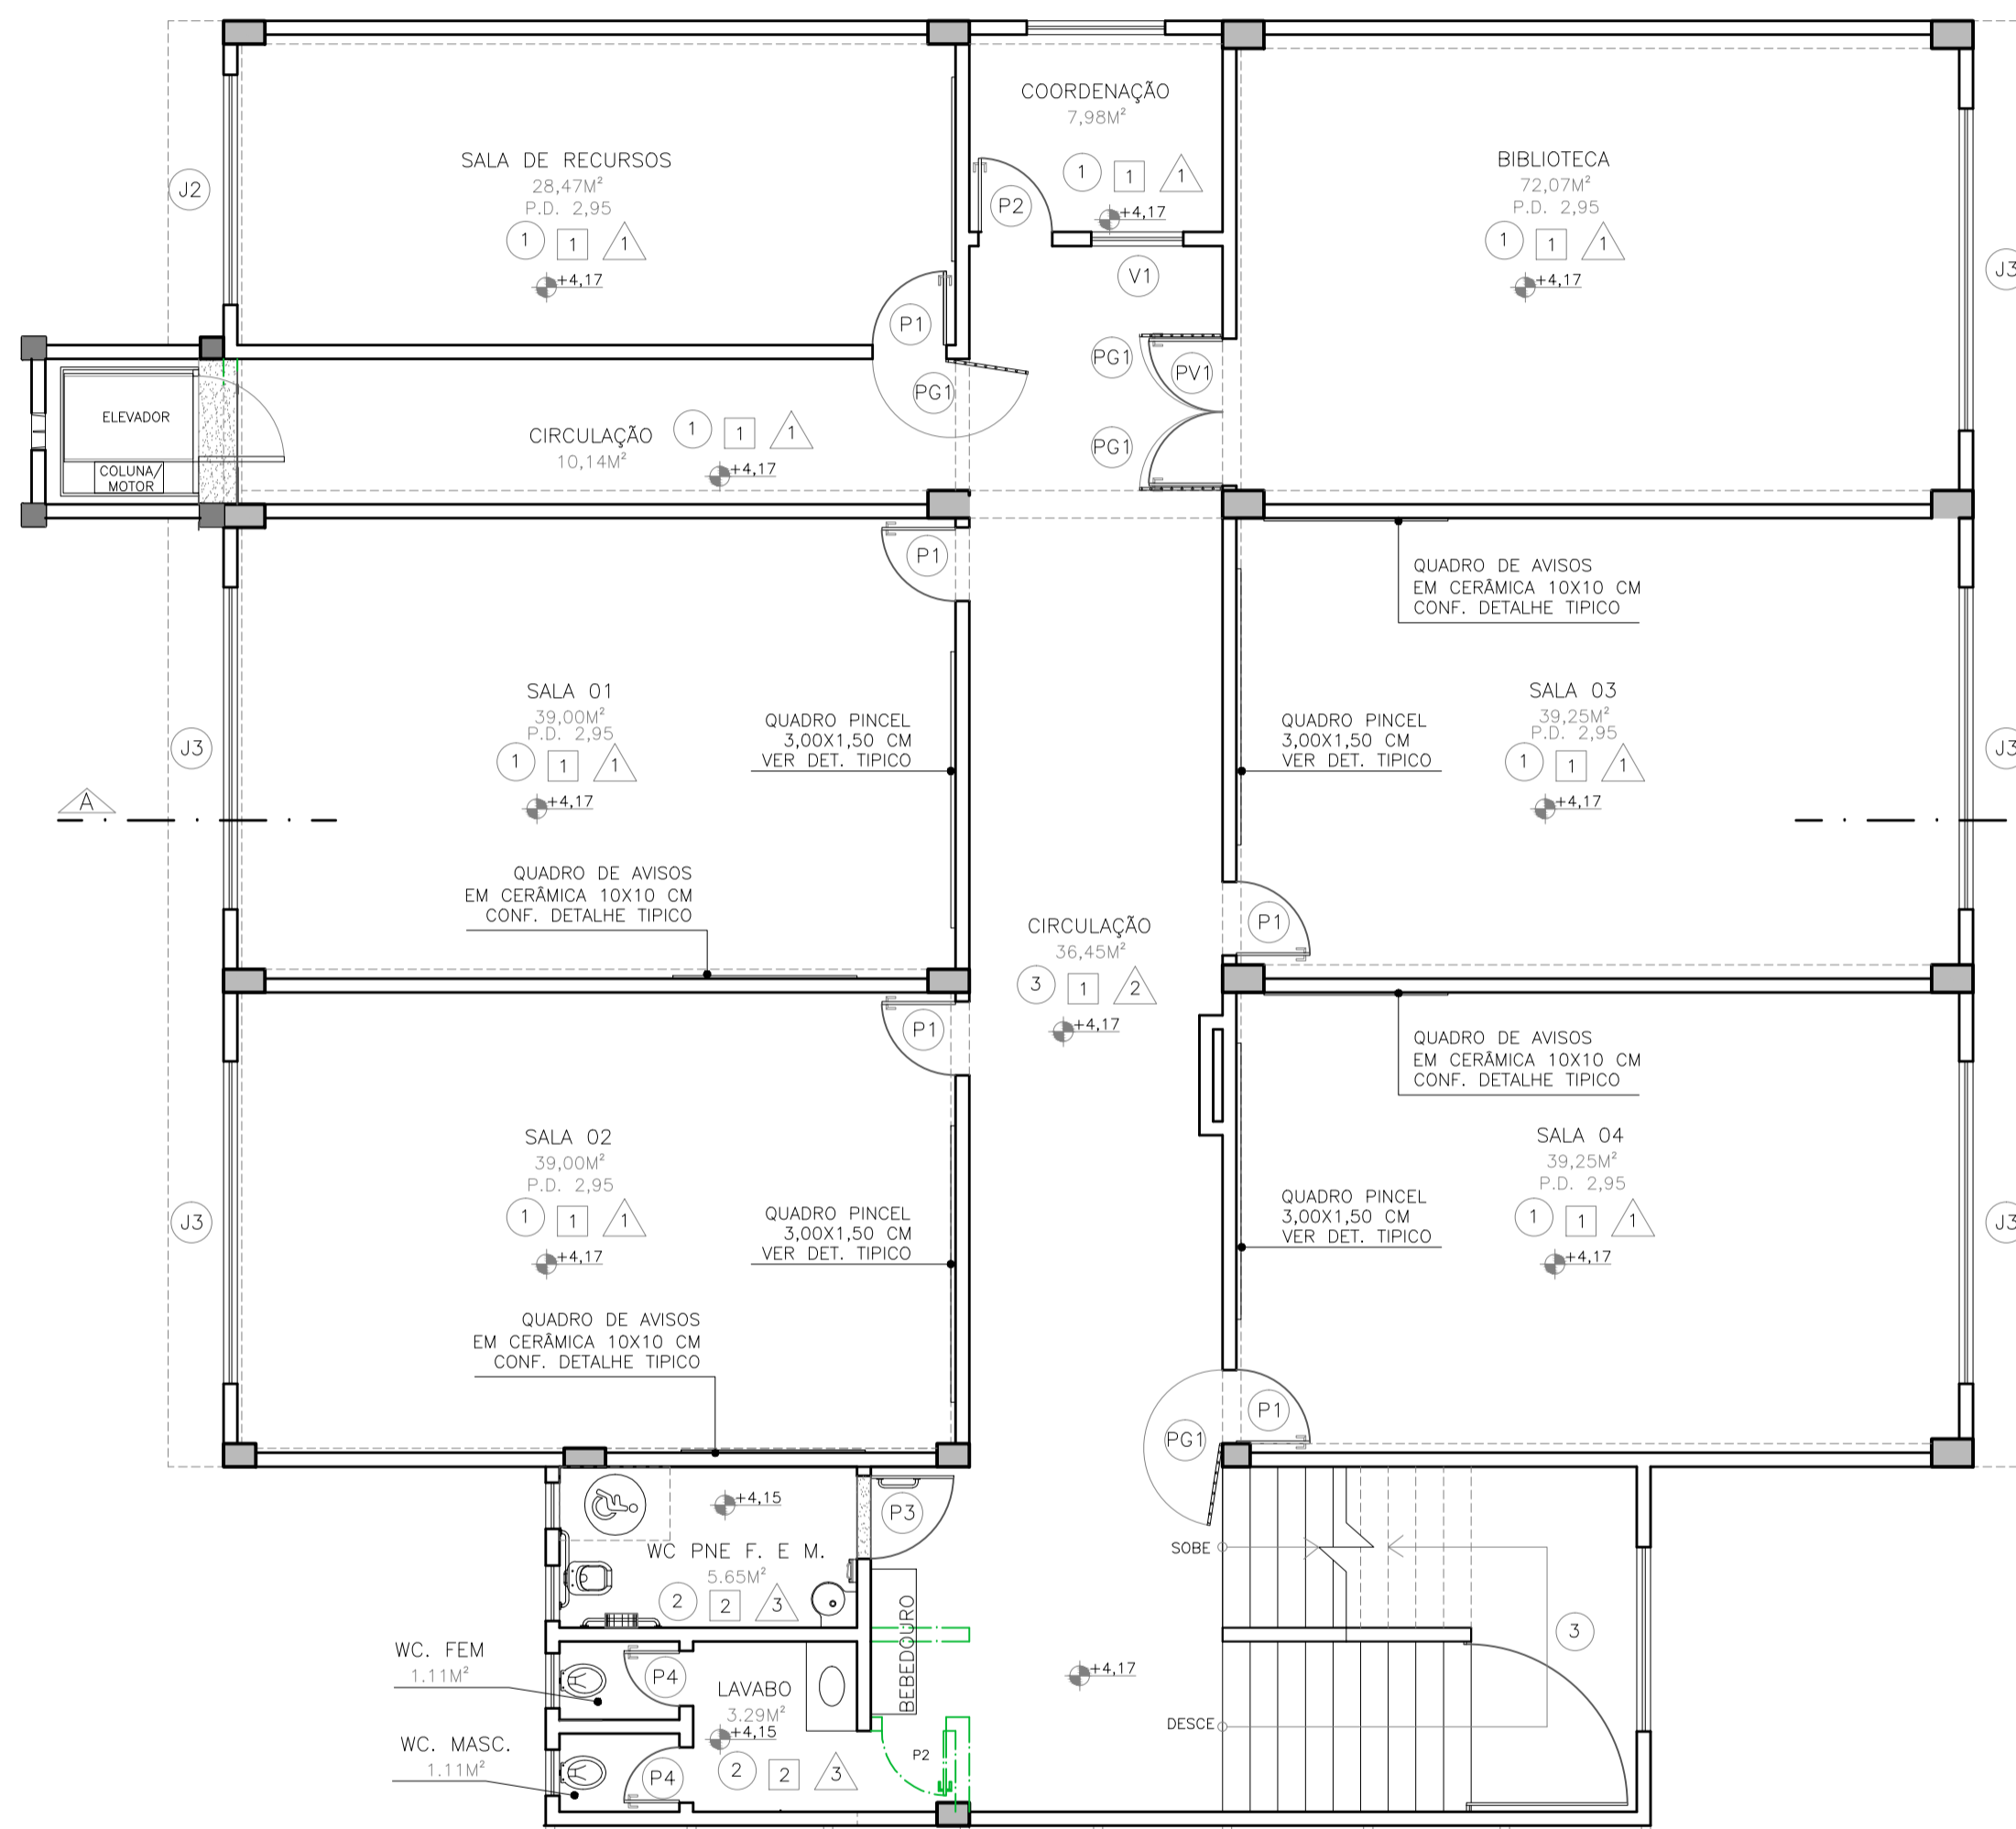 COORDENAÇÃO
7,98M²
1 1 1
+4,17
P2
V1
SALA DE RECURSOS
28,47M²
P.D. 2,95
1 1 1
+4,17
J2
P1
PG1
BIBLIOTECA
72,07M²
P.D. 2,95
1 1 1
+4,17
J3
PG1
PV1
PG1
ELEVADOR
COLUNA/
MOTOR
CIRCULAÇÃO
10,14M²
1 1 1
+4,17
P1
QUADRO DE AVISOS
EM CERÂMICA 10X10 CM
CONF. DETALHE TIPICO
SALA 01
39,00M²
P.D. 2,95
1 1 1
+4,17
J3
QUADRO PINCEL
3,00X1,50 CM
VER DET. TIPICO
QUADRO PINCEL
3,00X1,50 CM
VER DET. TIPICO
SALA 03
39,25M²
P.D. 2,95
1 1 1
+4,17
J3
A
QUADRO DE AVISOS
EM CERÂMICA 10X10 CM
CONF. DETALHE TIPICO
CIRCULAÇÃO
36,45M²
3 1 2
+4,17
P1
P1
QUADRO DE AVISOS
EM CERÂMICA 10X10 CM
CONF. DETALHE TIPICO
SALA 02
39,00M²
P.D. 2,95
1 1 1
+4,17
J3
QUADRO PINCEL
3,00X1,50 CM
VER DET. TIPICO
QUADRO PINCEL
3,00X1,50 CM
VER DET. TIPICO
SALA 04
39,25M²
P.D. 2,95
1 1 1
+4,17
J3
QUADRO DE AVISOS
EM CERÂMICA 10X10 CM
CONF. DETALHE TIPICO
P1
PG1
+4,15
WC PNE F. E M.
5.65M²
2 2 3
P3
SOBE
3
BEBEDOURO
WC. FEM
1.11M²
P4
LAVABO
3.29M²
+4,15
2 2 3
+4,17
DESCE
WC. MASC.
1.11M²
P4
P2